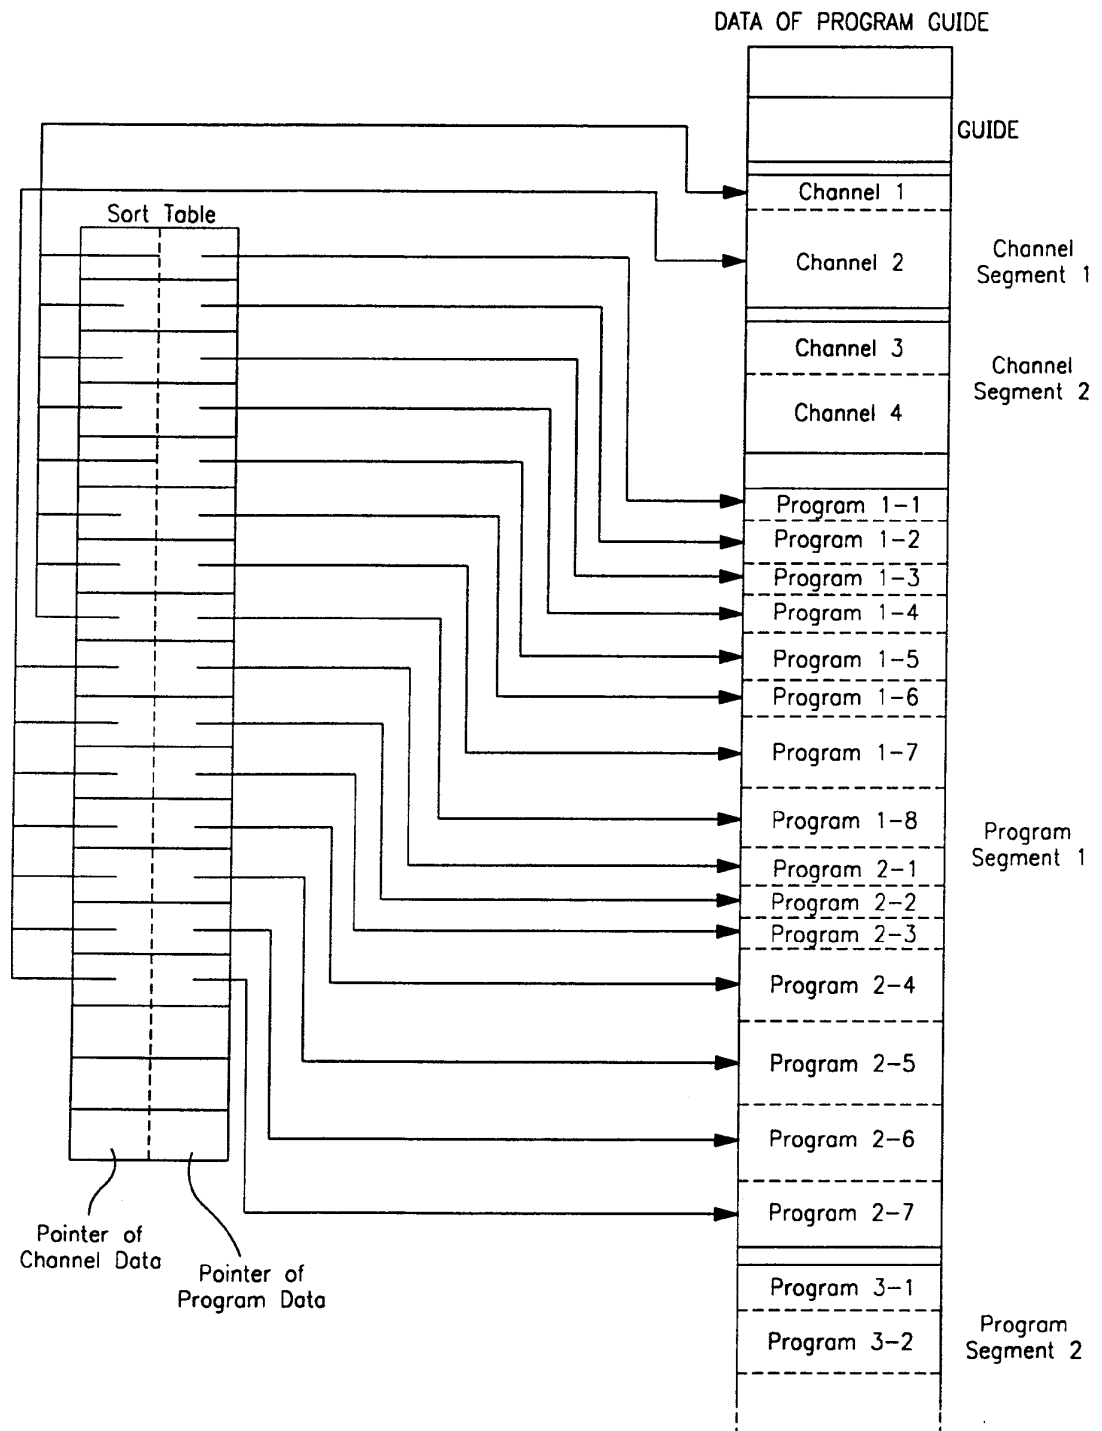 DATA OF PROGRAM GUIDE
GUIDE
Channel 1
Sort Table
Channel 2
Channel
Segment 1
Channel 3
Channel
Segment 2
Channel 4
Program 1-1
Program 1-2
Program 1-3
Program 1-4
Program 1-5
Program 1-6
Program 1-7
Program 1-8
Program
Segment 1
Program 2-1
Program 2-2
Program 2-3
Program 2-4
Program 2-5
Program 2-6
Program 2-7
Pointer of
Channel Data
Pointer of
Program Data
Program 3-1
Program 3-2
Program
Segment 2